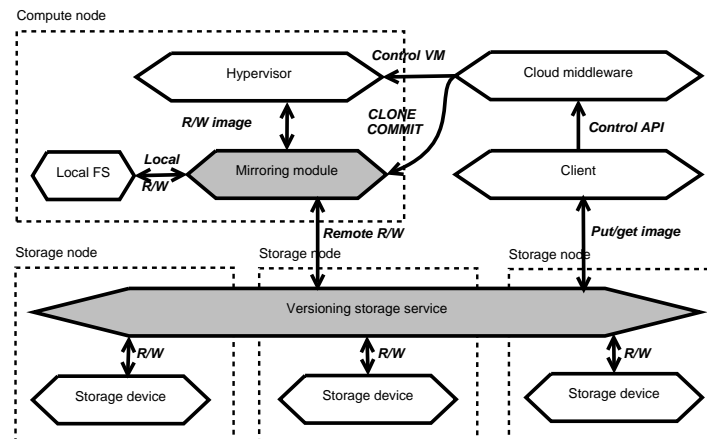 Compute node
Control VM
Hypervisor
Cloud middleware
R/W image
CLONE
COMMIT
Control API
Local FS
Local
R/W
Mirroring module
Client
Remote R/W
Put/get image
Storage node
Storage node
Storage node
Versioning storage service
R/W
R/W
R/W
Storage device
Storage device
Storage device